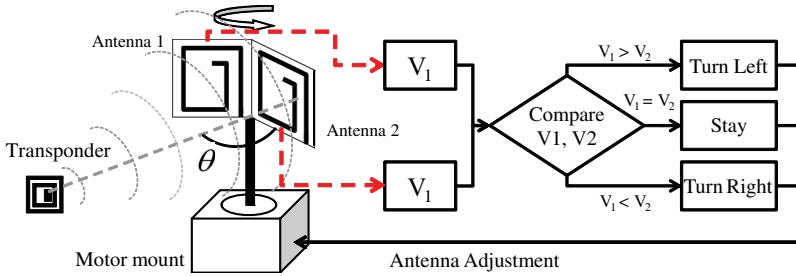 Antenna 1
Antenna 2
Transponder
θ
Motor mount
V₁
V₁
Compare
V1, V2
V₁ > V₂
V₁ = V₂
V₁ < V₂
Turn Left
Stay
Turn Right
Antenna Adjustment